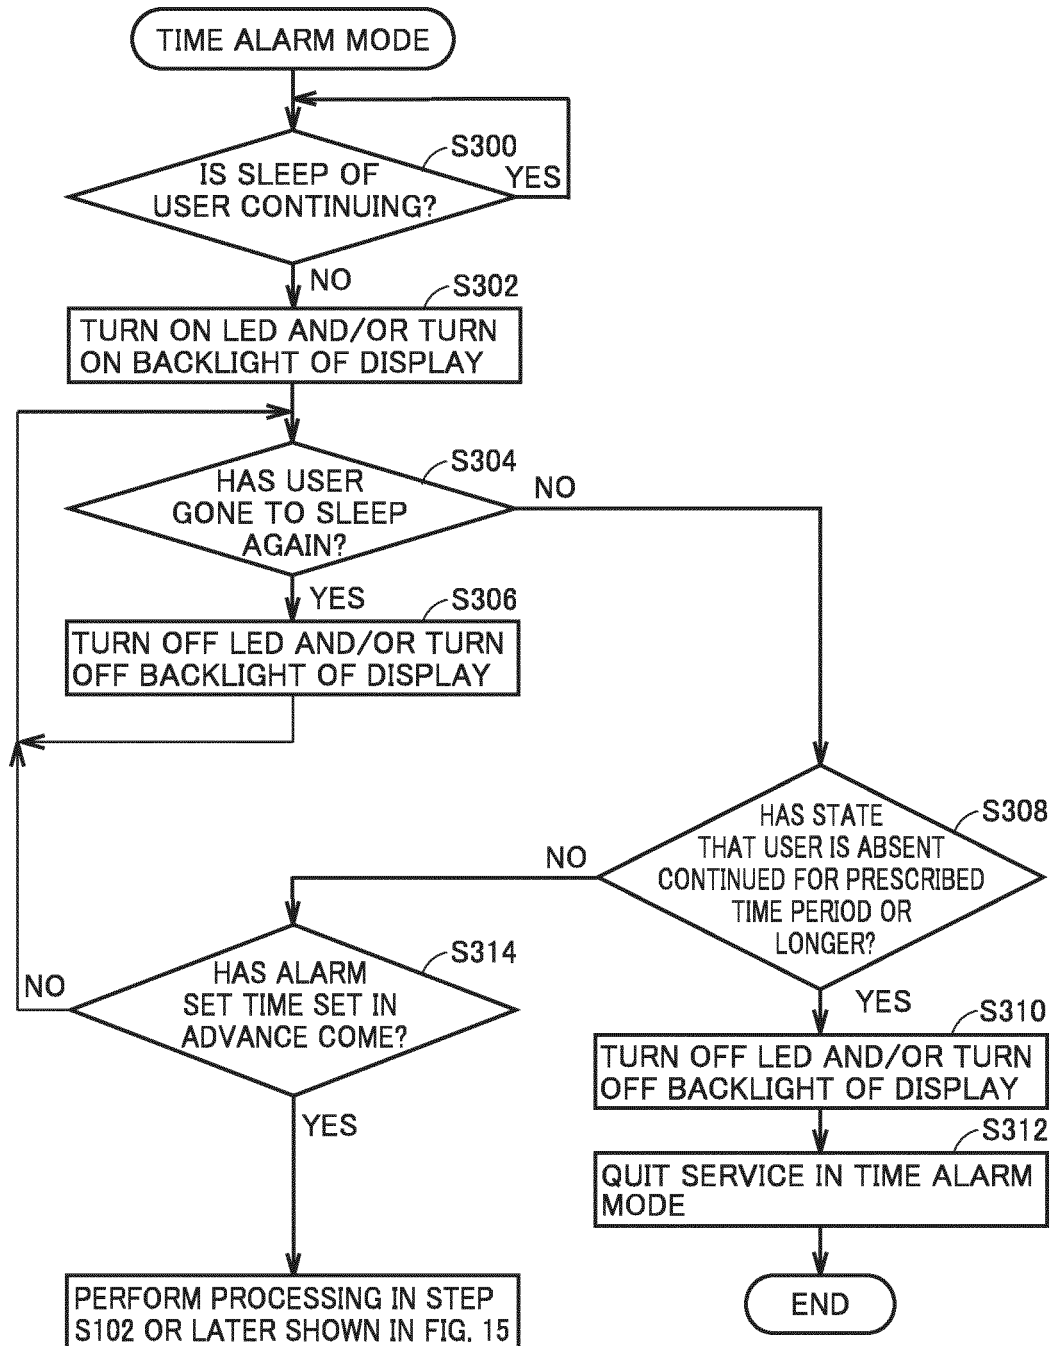 TIME ALARM MODE
S300
IS SLEEP OF
USER CONTINUING?
YES
NO
S302
TURN ON LED AND/OR TURN
ON BACKLIGHT OF DISPLAY
S304
HAS USER
GONE TO SLEEP
AGAIN?
NO
YES
S306
TURN OFF LED AND/OR TURN
OFF BACKLIGHT OF DISPLAY
S308
HAS STATE
THAT USER IS ABSENT
CONTINUED FOR PRESCRIBED
TIME PERIOD OR
LONGER?
NO
YES
S314
HAS ALARM
SET TIME SET IN
ADVANCE COME?
NO
YES
S310
TURN OFF LED AND/OR TURN
OFF BACKLIGHT OF DISPLAY
S312
QUIT SERVICE IN TIME ALARM
MODE
END
PERFORM PROCESSING IN STEP
S102 OR LATER SHOWN IN FIG. 15